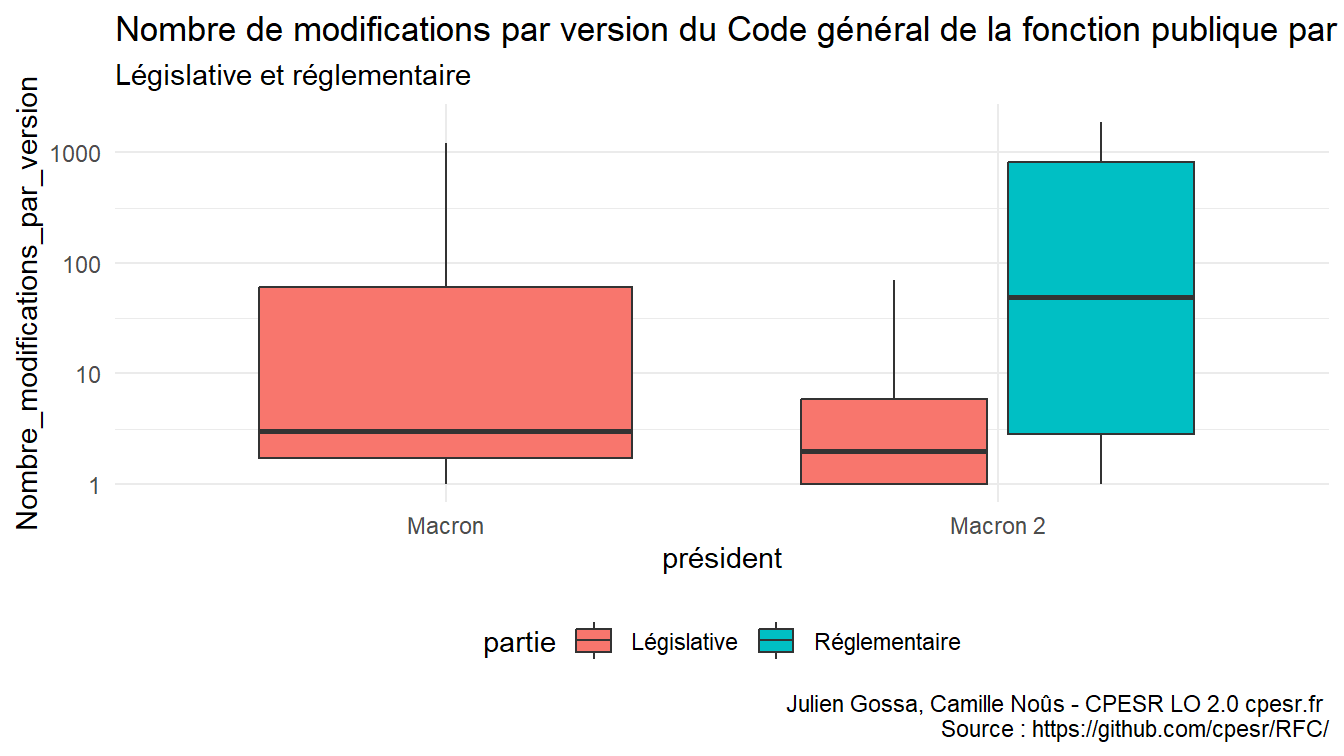 Nombre de modifications par version du Code général de la fonction publique par
Législative et réglementaire
Nombre_modifications_par_version
1000
100
10
1
Macron
Macron 2
président
partie
Législative
Réglementaire
Julien Gossa, Camille Noûs - CPESR LO 2.0 cpesr.fr
Source : https://github.com/cpesr/RFC/